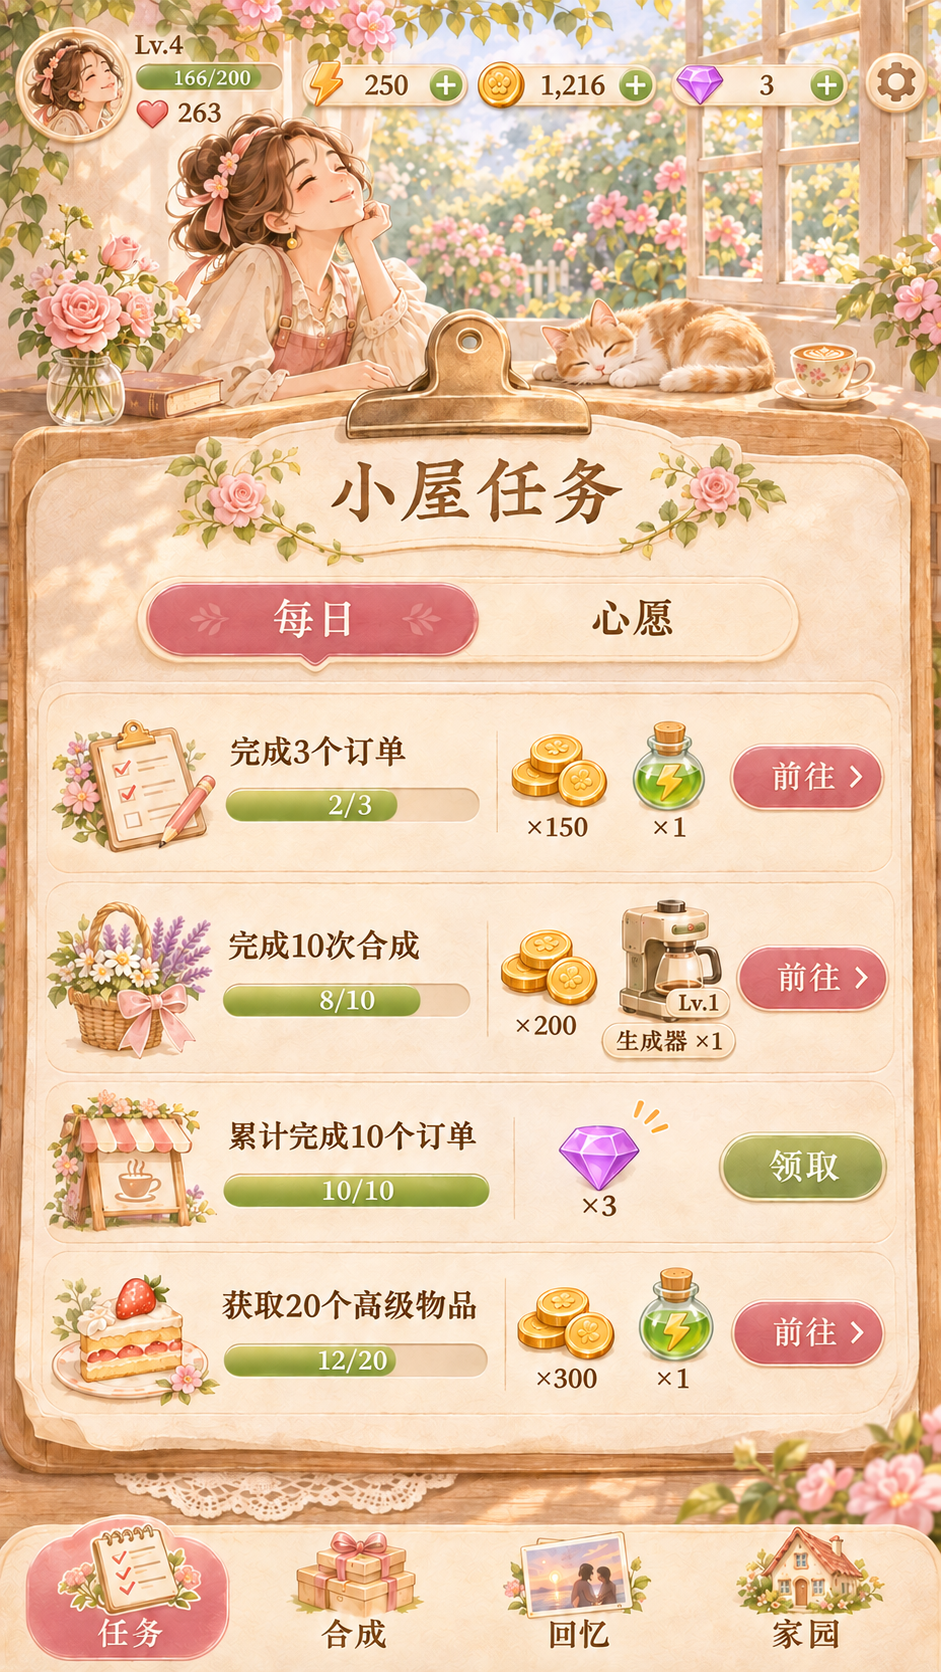 Lv.4
166/200
263
250
1,216
3
小屋任务
每日
心愿
完成3个订单
2/3
×150
×1
前往
完成10次合成
8/10
×200
Lv.1
生成器 ×1
前往
累计完成10个订单
10/10
×3
领取
获取20个高级物品
12/20
×300
×1
前往
任务
合成
回忆
家园